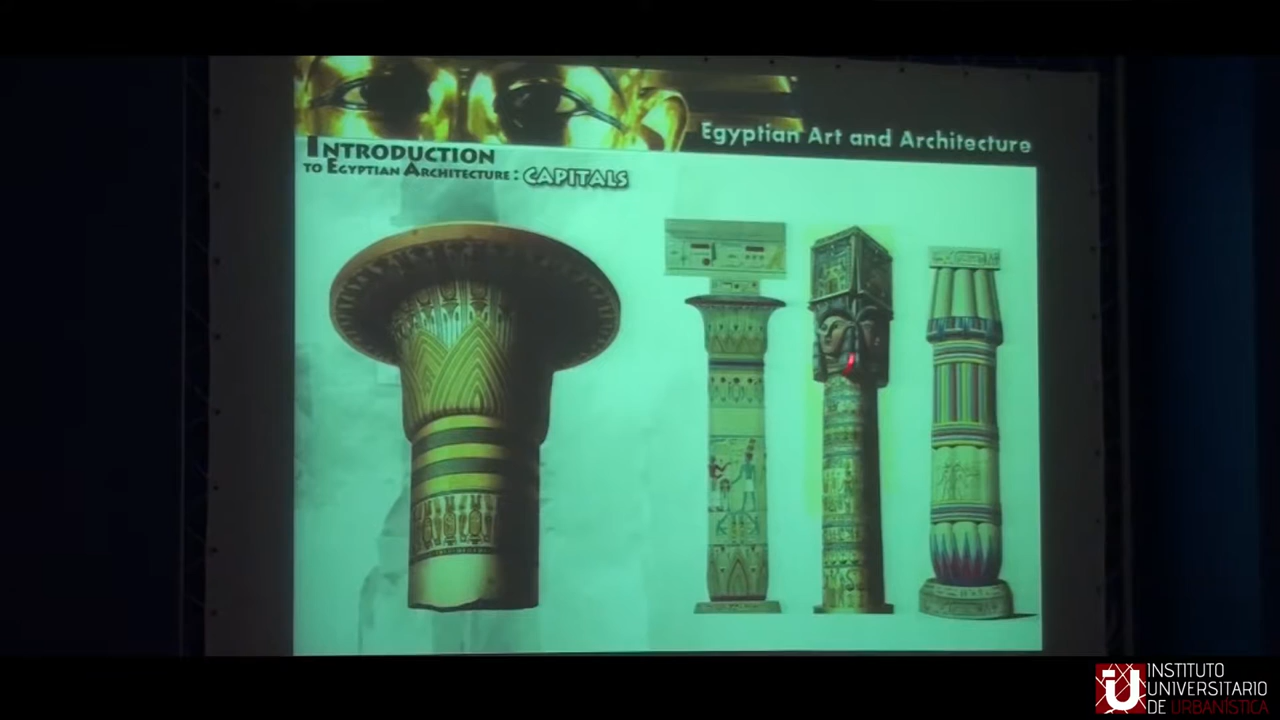 Egyptian Art and Architecture
INTRODUCTION
TO EGYPTIAN ARCHITECTURE: CAPITALS
INSTITUTO
UNIVERSITARIO
DE URBANÍSTICA